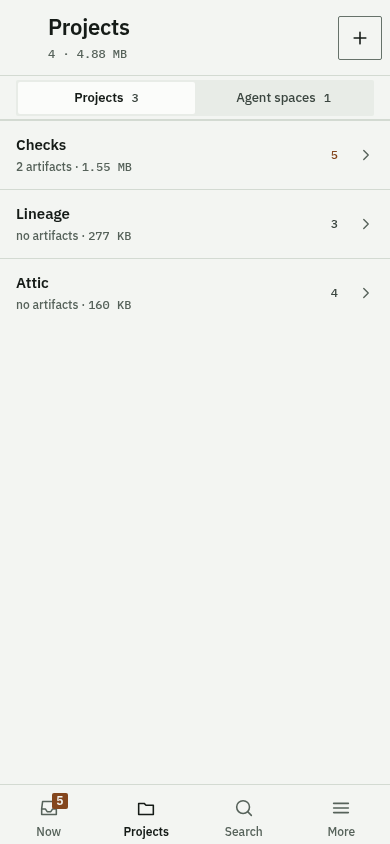 Projects
4 · 4.88 MB
Projects 3
Agent spaces 1
Checks
2 artifacts · 1.55 MB
5
Lineage
no artifacts · 277 KB
3
Attic
no artifacts · 160 KB
4
5
Now
Projects
Search
More